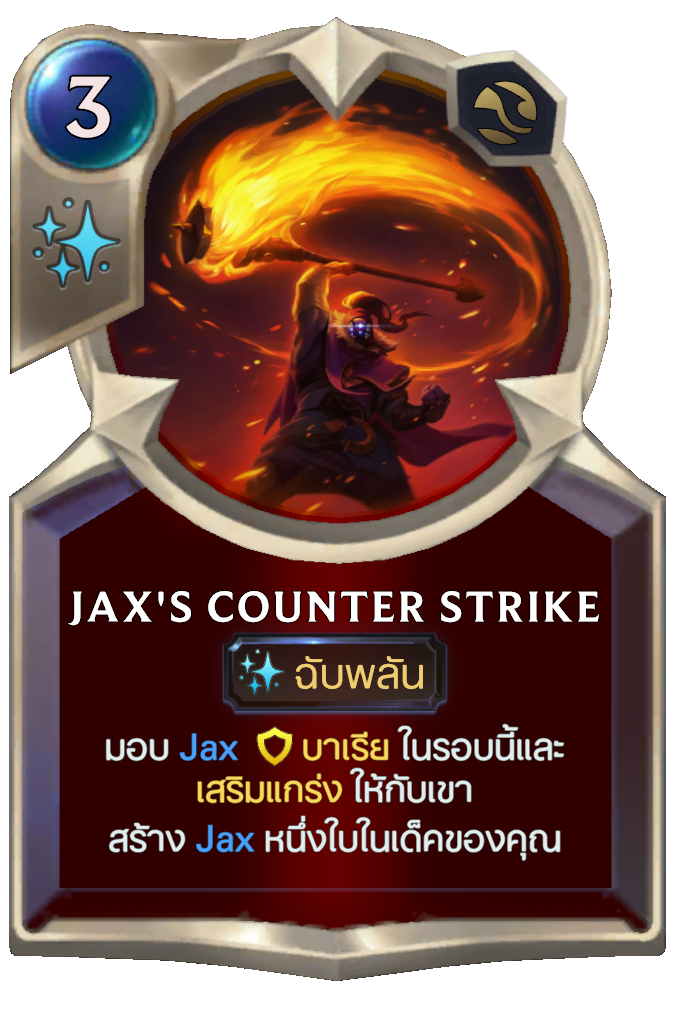 3
JAX'S COUNTER STRIKE
ฉับพลัน
มอบ Jax บาเรีย ในรอบนี้และ
เสริมแกร่ง ให้กับเขา
สร้าง Jax หนึ่งใบในเด็คของคุณ